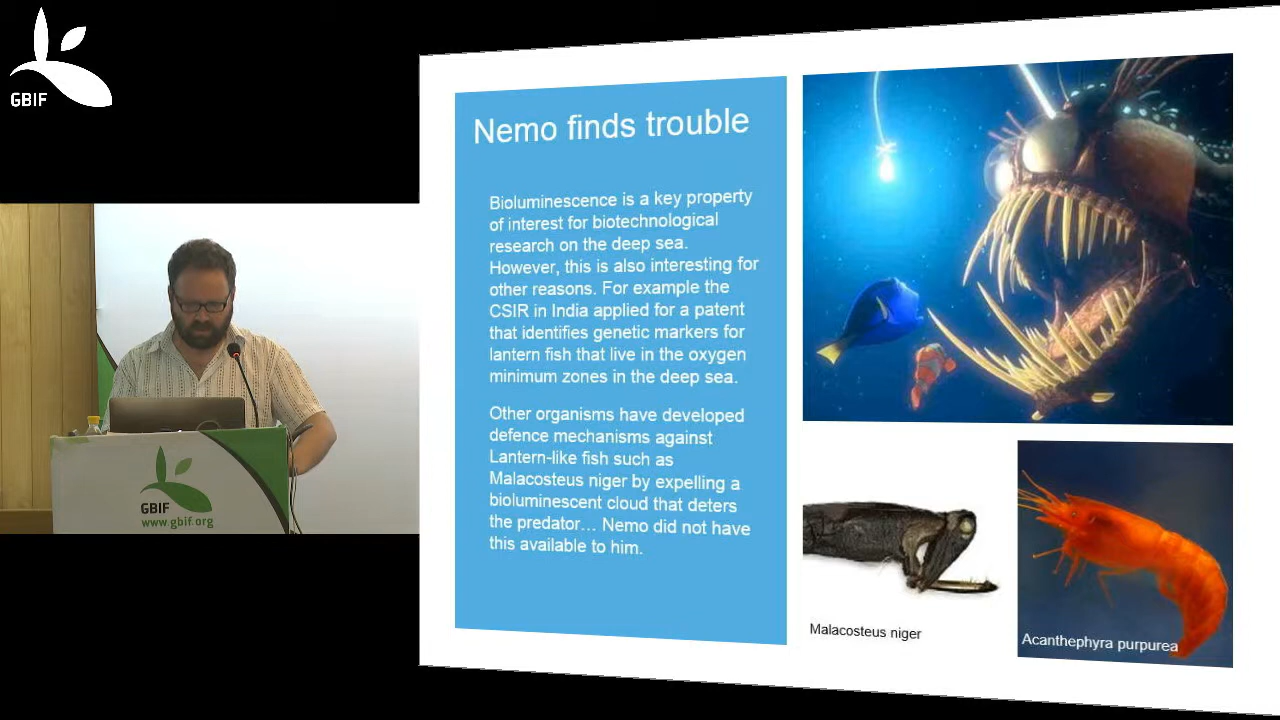 GBIF
Nemo finds trouble
Bioluminescence is a key property
of interest for biotechnological
research on the deep sea.
However, this is also interesting for
other reasons. For example the
CSIR in India applied for a patent
that identifies genetic markers for
lantern fish that live in the oxygen
minimum zones in the deep sea.
Other organisms have developed
defence mechanisms against
Lantern-like fish such as
Malacosteus niger by expelling a
bioluminescent cloud that deters
the predator… Nemo did not have
this available to him.
Malacosteus niger
Acanthephyra purpurea
GBIF
www.gbif.org